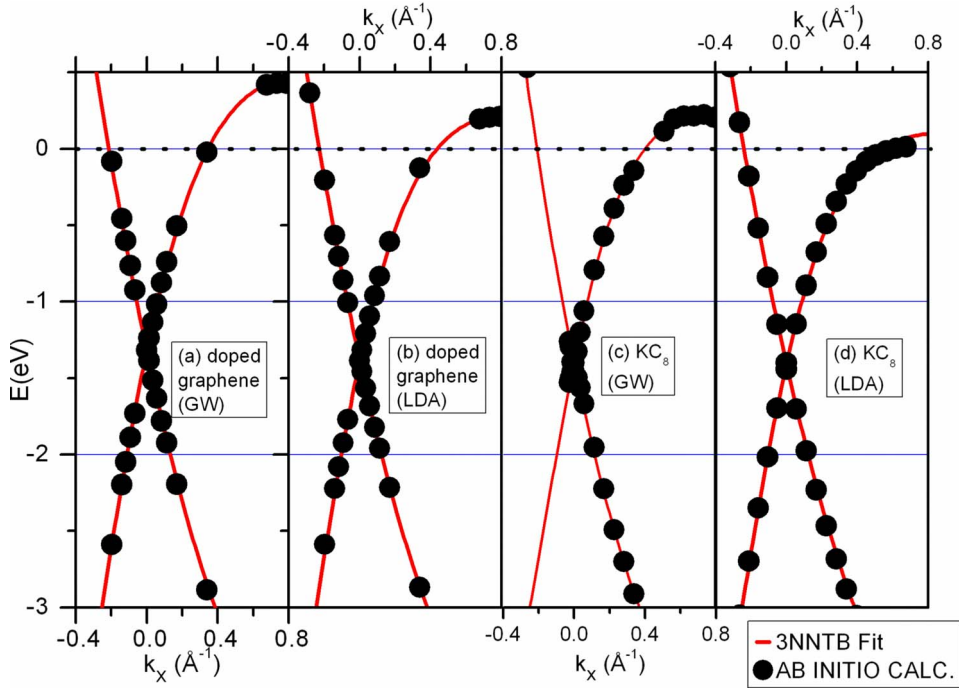 kx (Å-1)
kx (Å-1)
-0.4 0.0 0.4 0.8
-0.4 0.0 0.4 0.8
0
-1
-2
-3
E(eV)
(a) doped
graphene
(GW)
(b) doped
graphene
(LDA)
(c) KC8
(GW)
(d) KC8
(LDA)
-0.4 0.0 0.4 0.8
-0.4 0.0 0.4 0.8
kx (Å-1)
kx (Å-1)
3NNTB Fit
AB INITIO CALC.